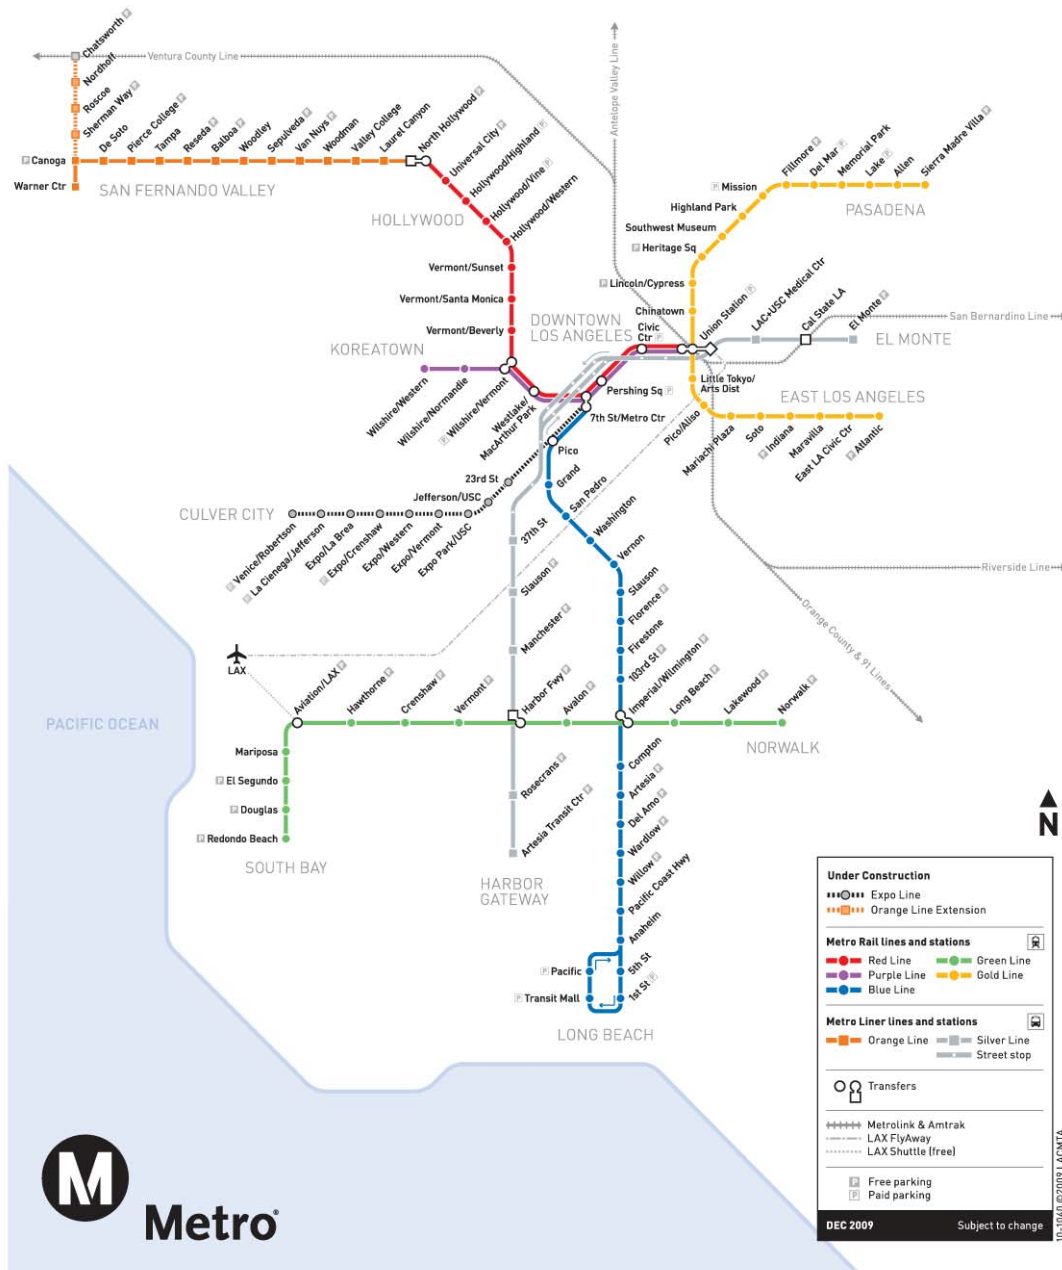 Chatsworth P
Nordhoff
Roscoe
Sherman Way P
P Canoga
Warner Ctr
De Soto
Pierce College P
Tampa
Reseda P
Balboa P
Woodley
Sepulveda P
Van Nuys P
Woodman
Valley College
Laurel Canyon
North Hollywood P
SAN FERNANDO VALLEY
Ventura County Line
Antelope Valley Line
Universal City P
Hollywood/Highland P
Hollywood/Vine P
Hollywood/Western
HOLLYWOOD
Vermont/Sunset
Vermont/Santa Monica
Vermont/Beverly
KOREATOWN
Wilshire/Western
Wilshire/Normandie
P Wilshire/Vermont
Westlake/
MacArthur Park
DOWNTOWN
LOS ANGELES
Civic
Ctr P
Pershing Sq P
7th St/Metro Ctr
Union Station P
Fillmore P
Del Mar P
Memorial Park
Lake P
Allen
Sierra Madre Villa P
PASADENA
P Mission
Highland Park
Southwest Museum
P Heritage Sq
P Lincoln/Cypress
Chinatown
LAC+USC Medical Ctr
Cal State LA
El Monte P
EL MONTE
San Bernardino Line
Little Tokyo/
Arts Dist
EAST LOS ANGELES
Pico/Aliso
Mariachi Plaza
Soto
P Indiana
Maravilla
East LA Civic Ctr
P Atlantic
Pico
Grand
San Pedro
Washington
Vernon
Slauson
Florence P
Firestone
103rd St P
Imperial/Wilmington P
23rd St
Jefferson/USC
CULVER CITY
P Venice/Robertson
P La Cienega/Jefferson
Expo/La Brea
P Expo/Crenshaw
Expo/Western
Expo/Vermont
Expo Park/USC
37th St
Slauson P
Manchester P
Harbor Fwy P
Riverside Line
Orange County & 91 Lines
LAX
Aviation/LAX P
Hawthorne P
Crenshaw P
Vermont P
Avalon P
Long Beach P
Lakewood P
Norwalk P
NORWALK
PACIFIC OCEAN
Mariposa
P El Segundo
P Douglas
P Redondo Beach
SOUTH BAY
Rosecrans P
Artesia Transit Ctr P
HARBOR
GATEWAY
Compton
Artesia P
Del Amo P
Wardlow P
Willow P
Pacific Coast Hwy
Anaheim
5th St
1st St P
P Pacific
P Transit Mall
LONG BEACH
N
Under Construction
Expo Line
Orange Line Extension
Metro Rail lines and stations
Red Line
Green Line
Purple Line
Gold Line
Blue Line
Metro Liner lines and stations
Orange Line
Silver Line
Street stop
Transfers
Metrolink & Amtrak
LAX FlyAway
LAX Shuttle (free)
P Free parking
P Paid parking
DEC 2009
Subject to change
10-1060 ©2009 LACMTA
M
Metro®